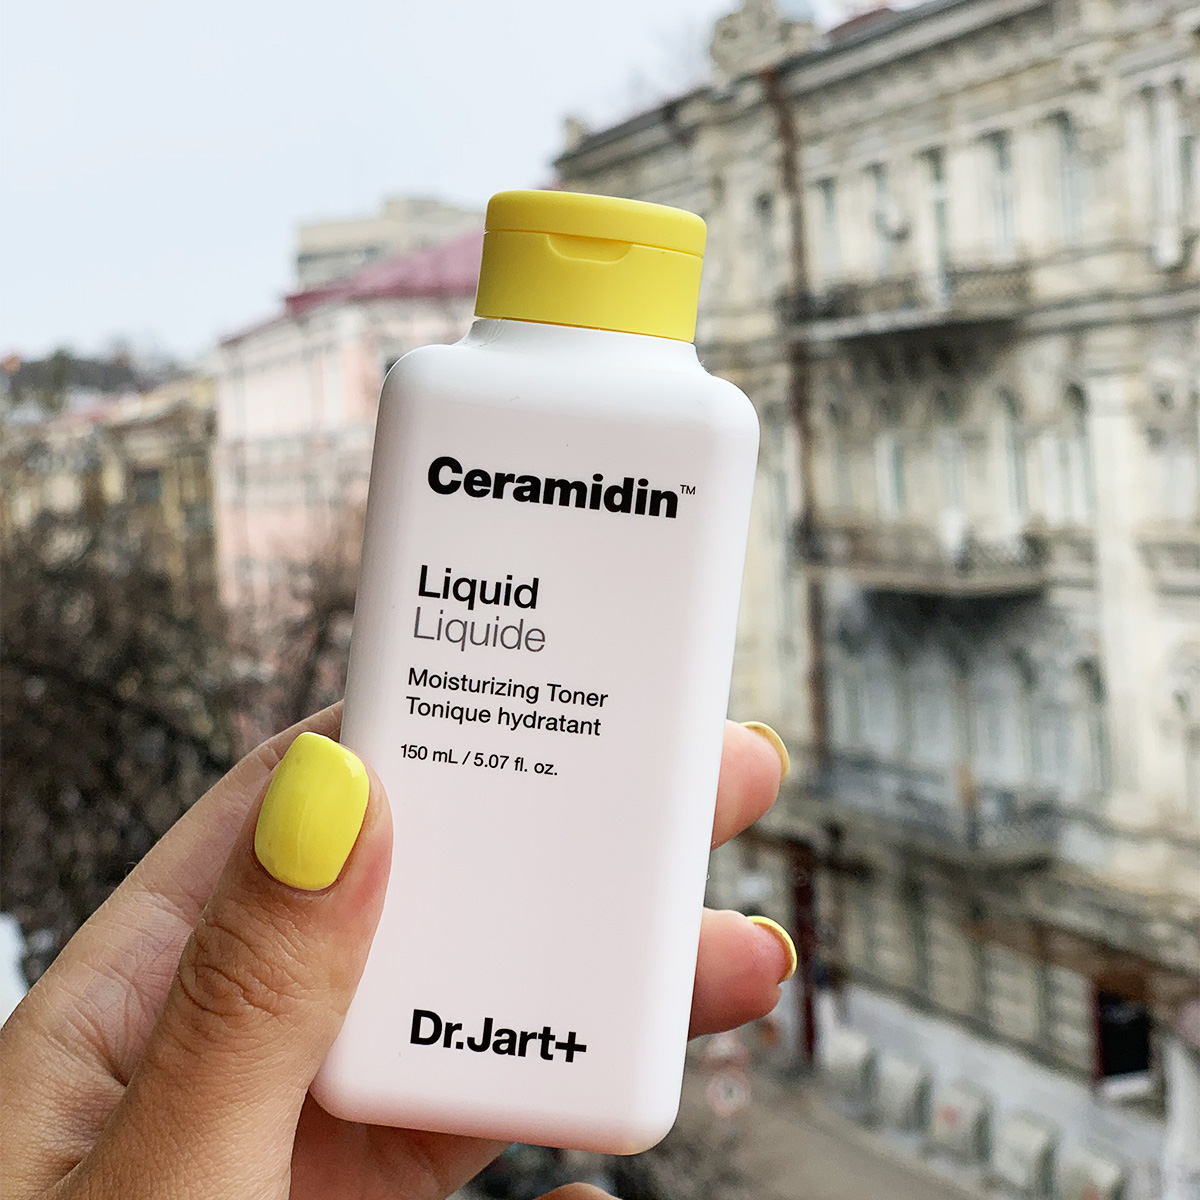 Ceramidin™
Liquid
Liquide
Moisturizing Toner
Tonique hydratant
150 mL / 5.07 fl. oz.
Dr.Jart+